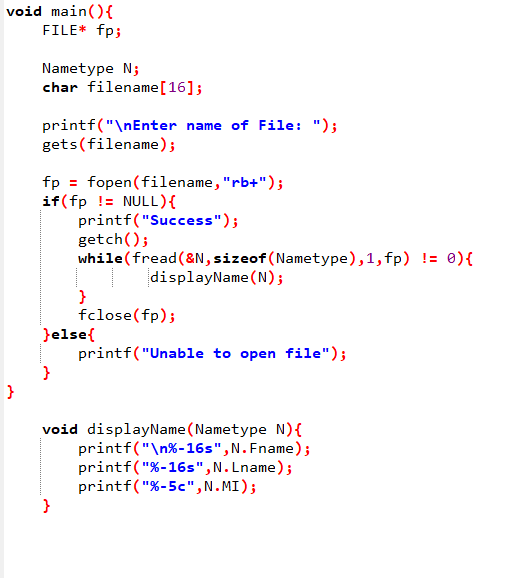 void main(){
    FILE* fp;

    Nametype N;
    char filename[16];

    printf("\nEnter name of File: ");
    gets(filename);

    fp = fopen(filename,"rb+");
    if(fp != NULL){
        printf("Success");
        getch();
        while(fread(&N,sizeof(Nametype),1,fp) != 0){
                displayName(N);
        }
        fclose(fp);
    }else{
        printf("Unable to open file");
    }
}

    void displayName(Nametype N){
        printf("\n%-16s",N.Fname);
        printf("%-16s",N.Lname);
        printf("%-5c",N.MI);
    }